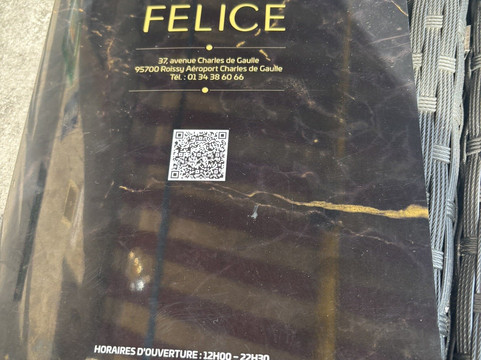 FELICE
37, avenue Charles de Gaulle
95700 Roissy Aéroport Charles de Gaulle
Tél. : 01 34 38 60 66
HORAIRES D'OUVERTURE : 12H00 – 22H30